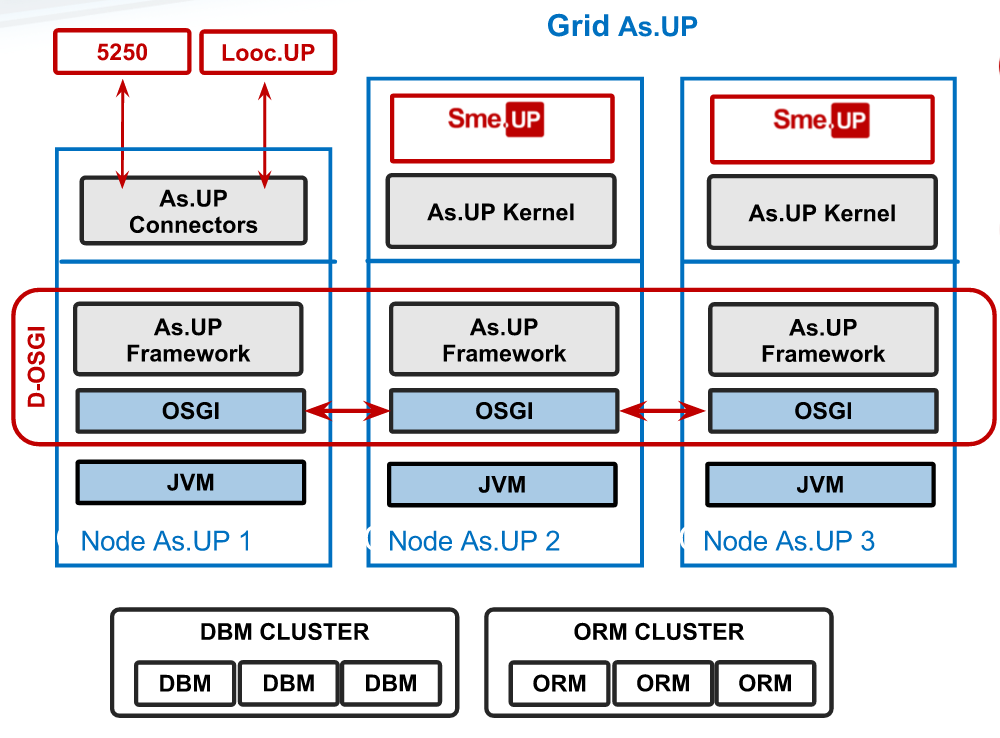 Grid As.UP
5250
Looc.UP
Sme.UP
Sme.UP
As.UP
Connectors
As.UP Kernel
As.UP Kernel
D-OSGI
As.UP
Framework
As.UP
Framework
As.UP
Framework
OSGI
OSGI
OSGI
JVM
JVM
JVM
Node As.UP 1
Node As.UP 2
Node As.UP 3
DBM CLUSTER
DBM
DBM
DBM
ORM CLUSTER
ORM
ORM
ORM